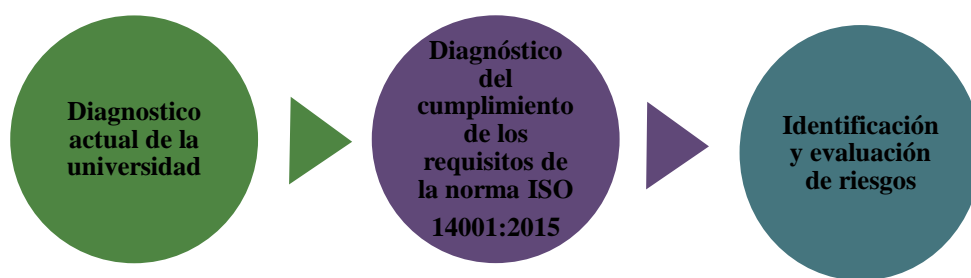 Diagnostico
actual de la
universidad
Diagnóstico
del
cumplimiento
de los
requisitos de
la norma ISO
14001:2015
Identificación
y evaluación
de riesgos